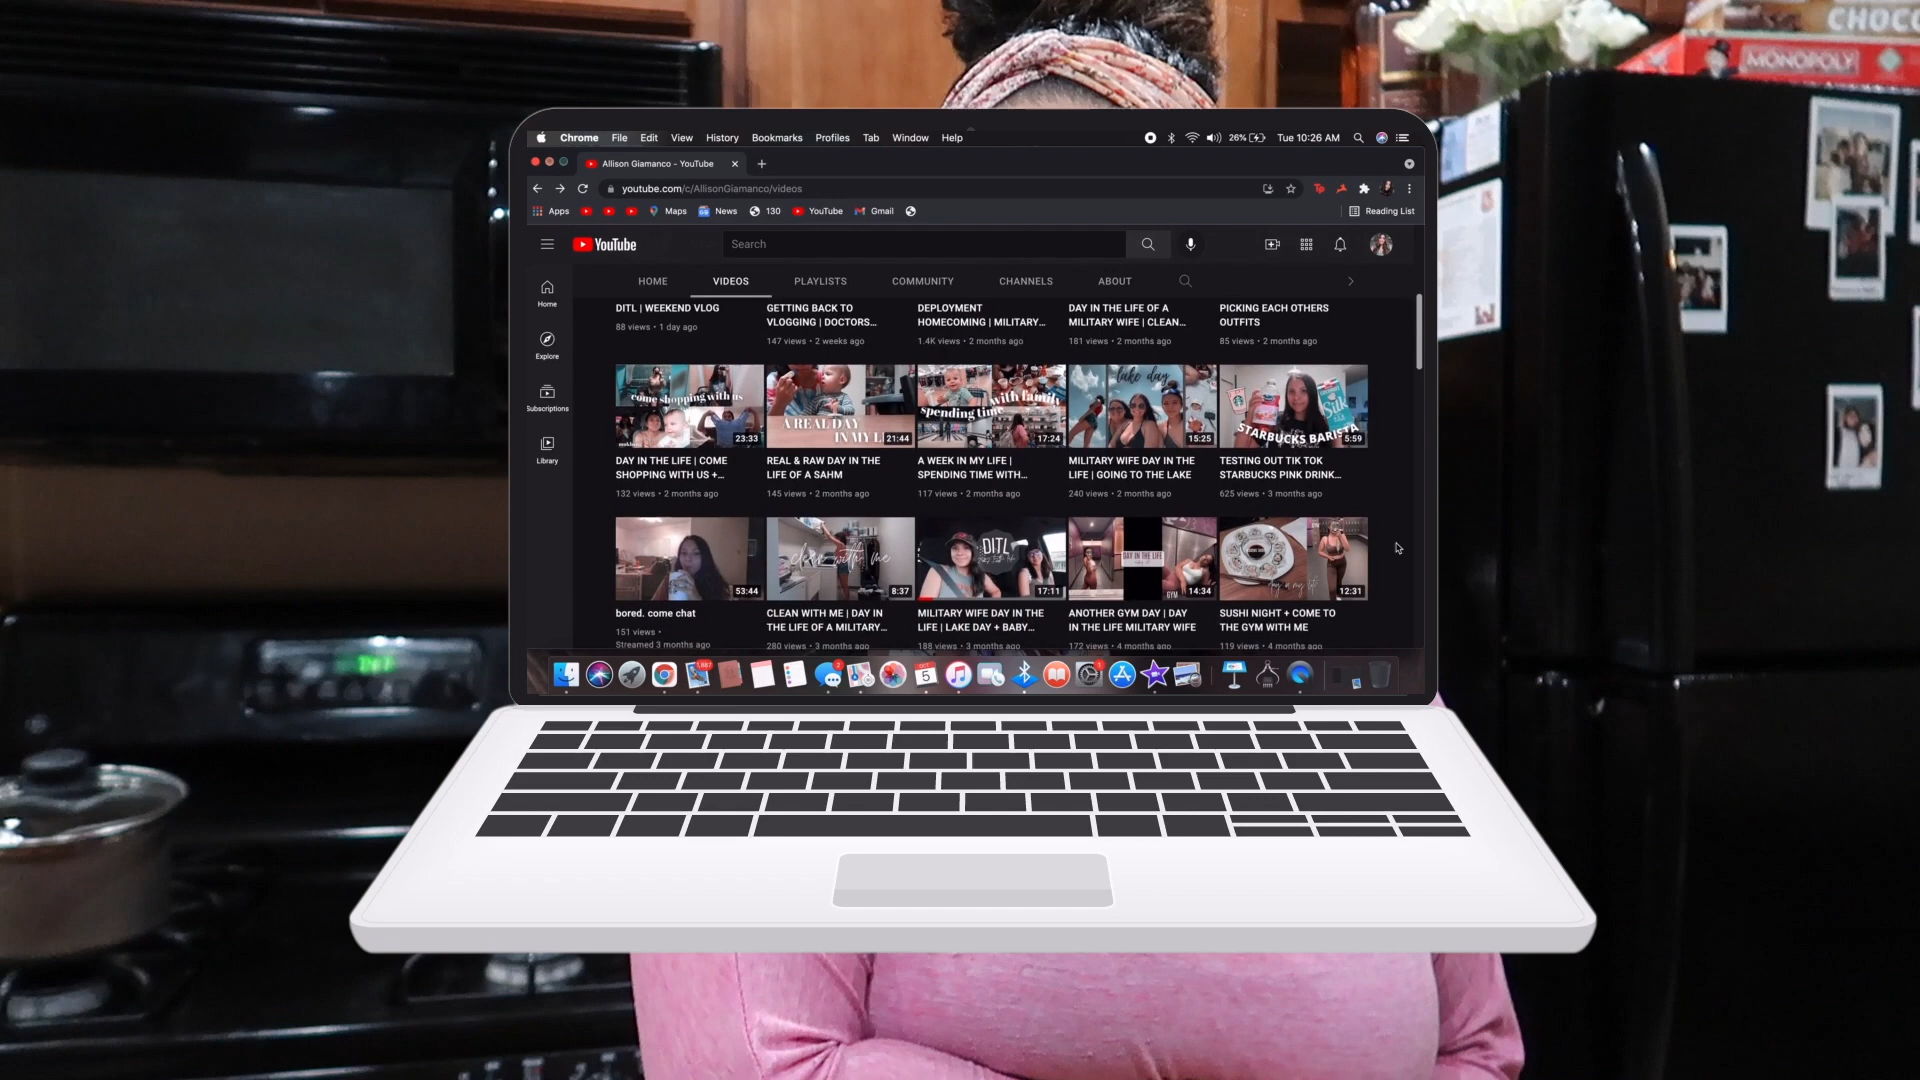 CHOC
MONOPOLY
Chrome File Edit View History Bookmarks Profiles Tab Window Help 26% Tue 10:26 AM
Allison Giamanco - YouTube
youtube.com/c/AllisonGiamanco/videos
Apps Maps News 130 YouTube Gmail Reading List
YouTube Search
HOME VIDEOS PLAYLISTS COMMUNITY CHANNELS ABOUT
Home
Explore
Subscriptions
Library
DITL | WEEKEND VLOG
88 views • 1 day ago
GETTING BACK TO
VLOGGING | DOCTORS...
147 views • 2 weeks ago
DEPLOYMENT
HOMECOMING | MILITARY...
1.4K views • 2 months ago
DAY IN THE LIFE OF A
MILITARY WIFE | CLEAN...
181 views • 2 months ago
PICKING EACH OTHERS
OUTFITS
85 views • 2 months ago
come shopping with us
23:33
DAY IN THE LIFE | COME
SHOPPING WITH US +...
132 views • 2 months ago
A REAL DAY
IN MY L
21:44
REAL & RAW DAY IN THE
LIFE OF A SAHM
145 views • 2 months ago
spending time with family
17:24
A WEEK IN MY LIFE |
SPENDING TIME WITH...
117 views • 2 months ago
lake day
15:25
MILITARY WIFE DAY IN THE
LIFE | GOING TO THE LAKE
240 views • 2 months ago
Silk
STARBUCKS BARISTA
5:59
TESTING OUT TIK TOK
STARBUCKS PINK DRINK...
625 views • 3 months ago
53:44
bored. come chat
151 views •
Streamed 3 months ago
clean with me
8:37
CLEAN WITH ME | DAY IN
THE LIFE OF A MILITARY...
280 views • 3 months ago
DITL
17:11
MILITARY WIFE DAY IN THE
LIFE | LAKE DAY + BABY...
188 views • 3 months ago
DAY IN THE LIFE
GYM
14:34
ANOTHER GYM DAY | DAY
IN THE LIFE MILITARY WIFE
172 views • 4 months ago
day in my life
12:31
SUSHI NIGHT + COME TO
THE GYM WITH ME
119 views • 4 months ago
1,887
2
OCT
5
1